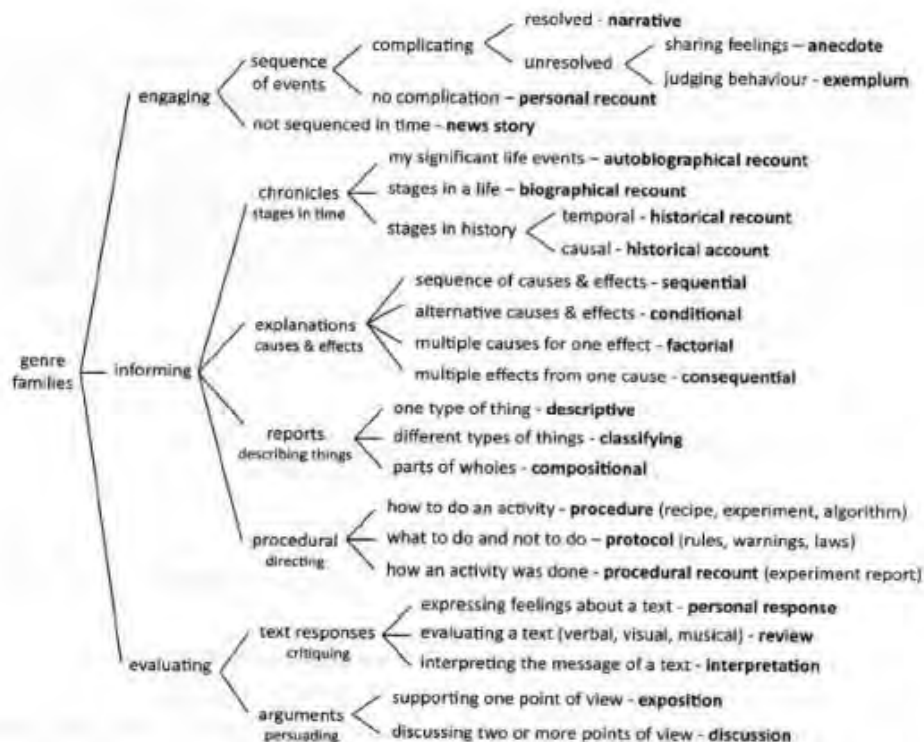 resolved - narrative
complicating
sharing feelings – anecdote
sequence
of events
unresolved
judging behaviour - exemplum
engaging
no complication – personal recount
not sequenced in time - news story
my significant life events – autobiographical recount
chronicles
stages in time
stages in a life – biographical recount
temporal - historical recount
stages in history
causal - historical account
sequence of causes & effects - sequential
alternative causes & effects - conditional
explanations
causes & effects
multiple causes for one effect - factorial
genre
families
informing
multiple effects from one cause - consequential
one type of thing - descriptive
reports
describing things
different types of things - classifying
parts of wholes - compositional
how to do an activity - procedure (recipe, experiment, algorithm)
procedural
directing
what to do and not to do – protocol (rules, warnings, laws)
how an activity was done - procedural recount (experiment report)
expressing feelings about a text - personal response
text responses
critiquing
evaluating a text (verbal, visual, musical) - review
evaluating
interpreting the message of a text - interpretation
supporting one point of view - exposition
arguments
persuading
discussing two or more points of view - discussion